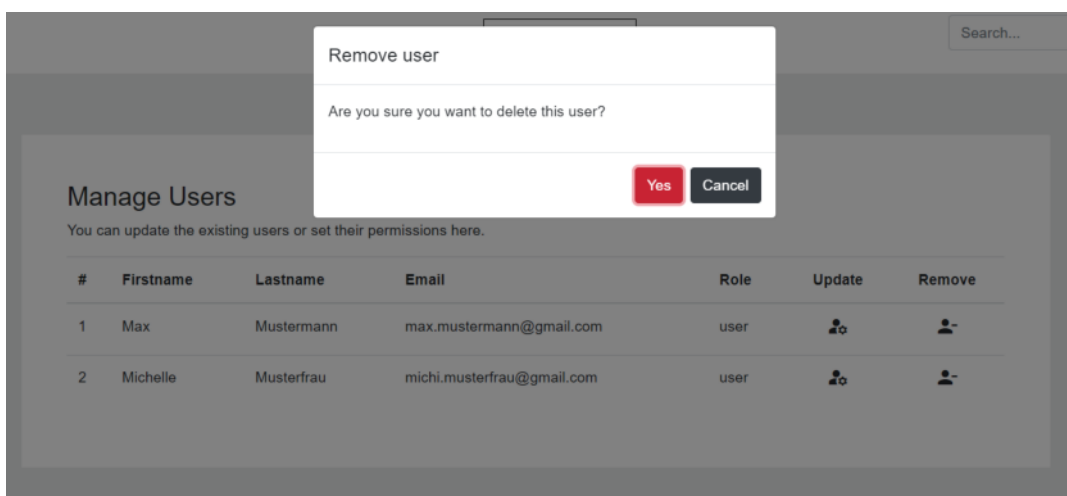 Search...
Remove user
Are you sure you want to delete this user?
Yes Cancel
Manage Users
You can update the existing users or set their permissions here.
# Firstname Lastname Email Role Update Remove
1 Max Mustermann max.mustermann@gmail.com user
2 Michelle Musterfrau michi.musterfrau@gmail.com user